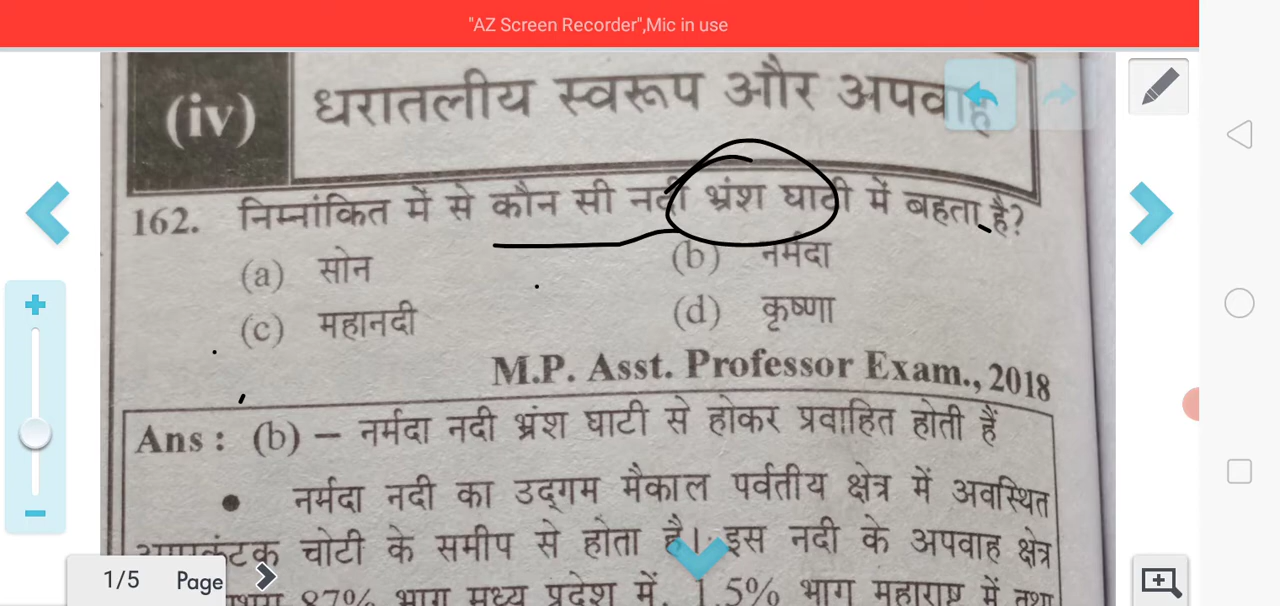 "AZ Screen Recorder",Mic in use
(iv) धरातलीय स्वरूप और अपवाह
162. निम्नांकित में से कौन सी नदी भ्रंश घाटी में बहता है?
(a) सोन (b) नर्मदा
(c) महानदी (d) कृष्णा
M.P. Asst. Professor Exam., 2018
Ans : (b) – नर्मदा नदी भ्रंश घाटी से होकर प्रवाहित होती हैं
• नर्मदा नदी का उद्गम मैकाल पर्वतीय क्षेत्र में अवस्थित
चोटी के समीप से होता है। इस नदी के अपवाह क्षेत्र
87% भाग मध्य प्रदेश में, 1.5% भाग महाराष्ट्र में तथा
1/5 Page